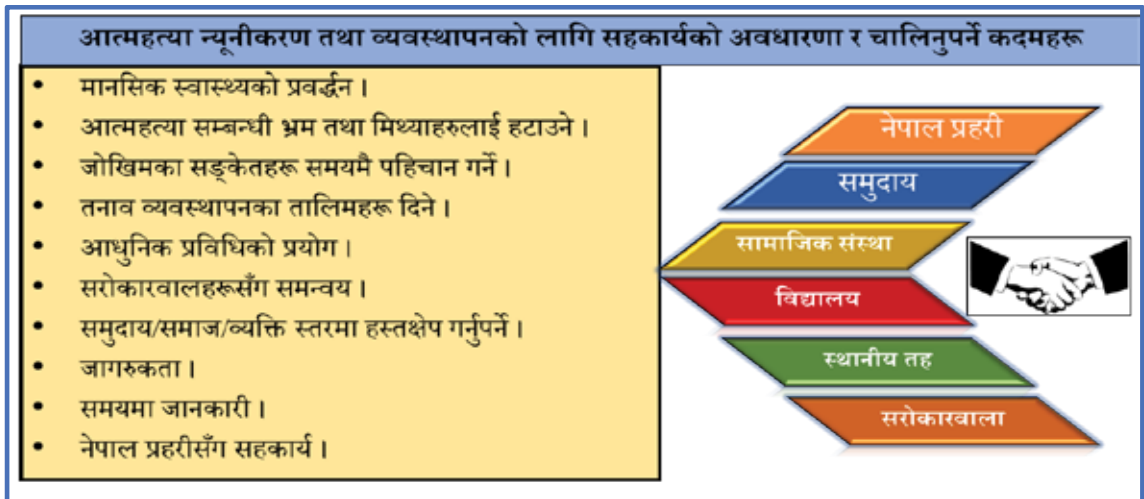 आत्महत्या न्यूनीकरण तथा व्यवस्थापनको लागि सहकार्यको अवधारणा र चालिनुपर्ने कदमहरू
• मानसिक स्वास्थ्यको प्रवर्द्धन ।
• आत्महत्या सम्बन्धी भ्रम तथा मिथ्याहरुलाई हटाउने ।
• जोखिमका सङ्केतहरू समयमै पहिचान गर्ने ।
• तनाव व्यवस्थापनका तालिमहरू दिने ।
• आधुनिक प्रविधिको प्रयोग ।
• सरोकारवालहरूसँग समन्वय ।
• समुदाय/समाज/व्यक्ति स्तरमा हस्तक्षेप गर्नुपर्ने ।
• जागरुकता ।
• समयमा जानकारी ।
• नेपाल प्रहरीसँग सहकार्य ।
नेपाल प्रहरी
समुदाय
सामाजिक संस्था
विद्यालय
स्थानीय तह
सरोकारवाला